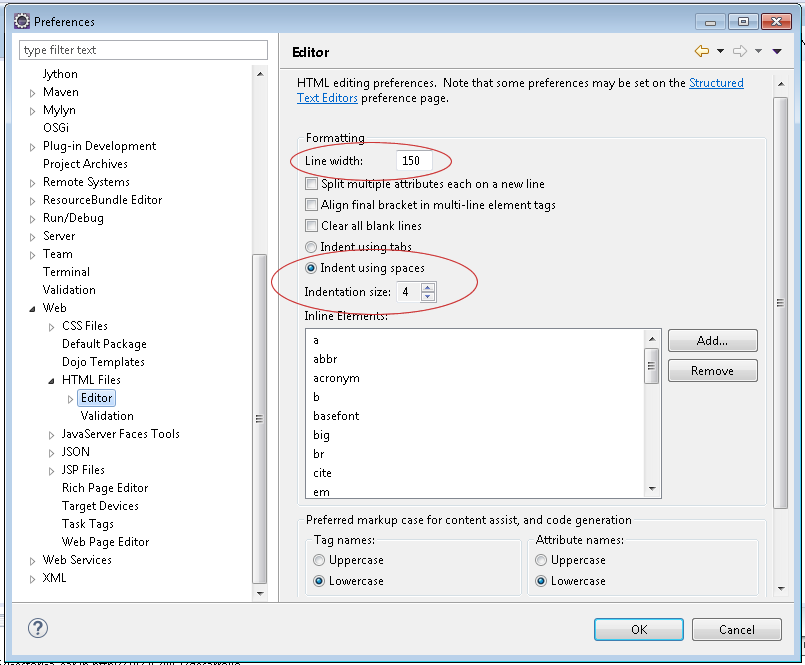 Preferences
type filter text
Jython
Maven
Mylyn
OSGi
Plug-in Development
Project Archives
Remote Systems
ResourceBundle Editor
Run/Debug
Server
Team
Terminal
Validation
Web
CSS Files
Default Package
Dojo Templates
HTML Files
Editor
Validation
JavaServer Faces Tools
JSON
JSP Files
Rich Page Editor
Target Devices
Task Tags
Web Page Editor
Web Services
XML
Editor
HTML editing preferences. Note that some preferences may be set on the Structured
Text Editors preference page.
Formatting
Line width: 150
Split multiple attributes each on a new line
Align final bracket in multi-line element tags
Clear all blank lines
Indent using tabs
Indent using spaces
Indentation size: 4
Inline Elements:
a
abbr
acronym
b
basefont
big
br
cite
em
Add...
Remove
Preferred markup case for content assist, and code generation
Tag names:
Uppercase
Lowercase
Attribute names:
Uppercase
Lowercase
?
OK
Cancel